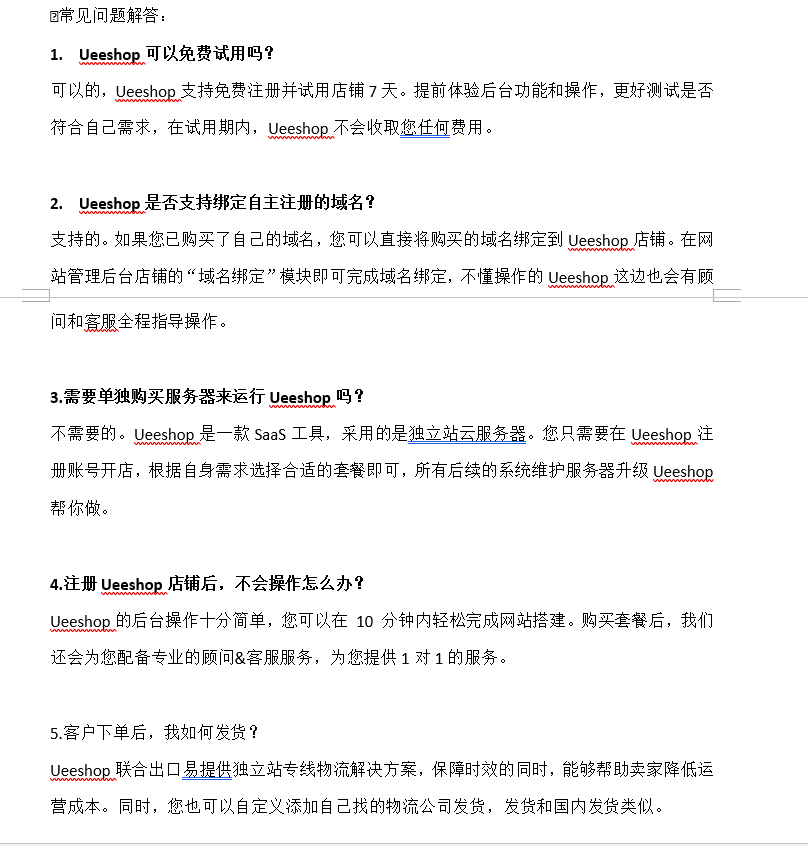 常见问题解答：
1. Ueeshop 可以免费试用吗？
可以的，Ueeshop 支持免费注册并试用店铺 7 天。提前体验后台功能和操作，更好测试是否
符合自己需求，在试用期内，Ueeshop 不会收取您任何费用。
2. Ueeshop 是否支持绑定自主注册的域名？
支持的。如果您已购买了自己的域名，您可以直接将购买的域名绑定到 Ueeshop 店铺。在网
站管理后台店铺的“域名绑定”模块即可完成域名绑定，不懂操作的 Ueeshop 这边也会有顾
问和客服全程指导操作。
3.需要单独购买服务器来运行 Ueeshop 吗？
不需要的。Ueeshop 是一款 SaaS 工具，采用的是独立站云服务器。您只需要在 Ueeshop 注
册账号开店，根据自身需求选择合适的套餐即可，所有后续的系统维护服务器升级 Ueeshop
帮你做。
4.注册 Ueeshop 店铺后，不会操作怎么办？
Ueeshop 的后台操作十分简单，您可以在 10 分钟内轻松完成网站搭建。购买套餐后，我们
还会为您配备专业的顾问&客服服务，为您提供 1 对 1 的服务。
5.客户下单后，我如何发货？
Ueeshop 联合出口易提供独立站专线物流解决方案，保障时效的同时，能够帮助卖家降低运
营成本。同时，您也可以自定义添加自己找的物流公司发货，发货和国内发货类似。